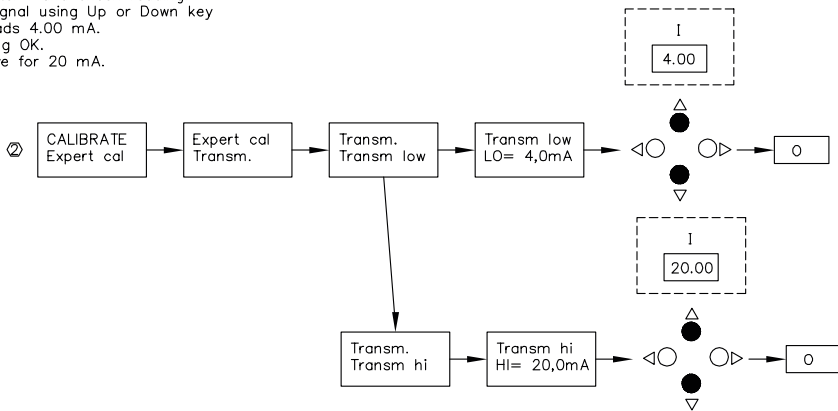 gnal using Up or Down key
ads 4.00 mA.
g OK.
e for 20 mA.
I
4.00
2
CALIBRATE
Expert cal
Expert cal
Transm.
Transm.
Transm low
Transm low
LO= 4,0mA
O
I
20.00
Transm.
Transm hi
Transm hi
HI= 20,0mA
O